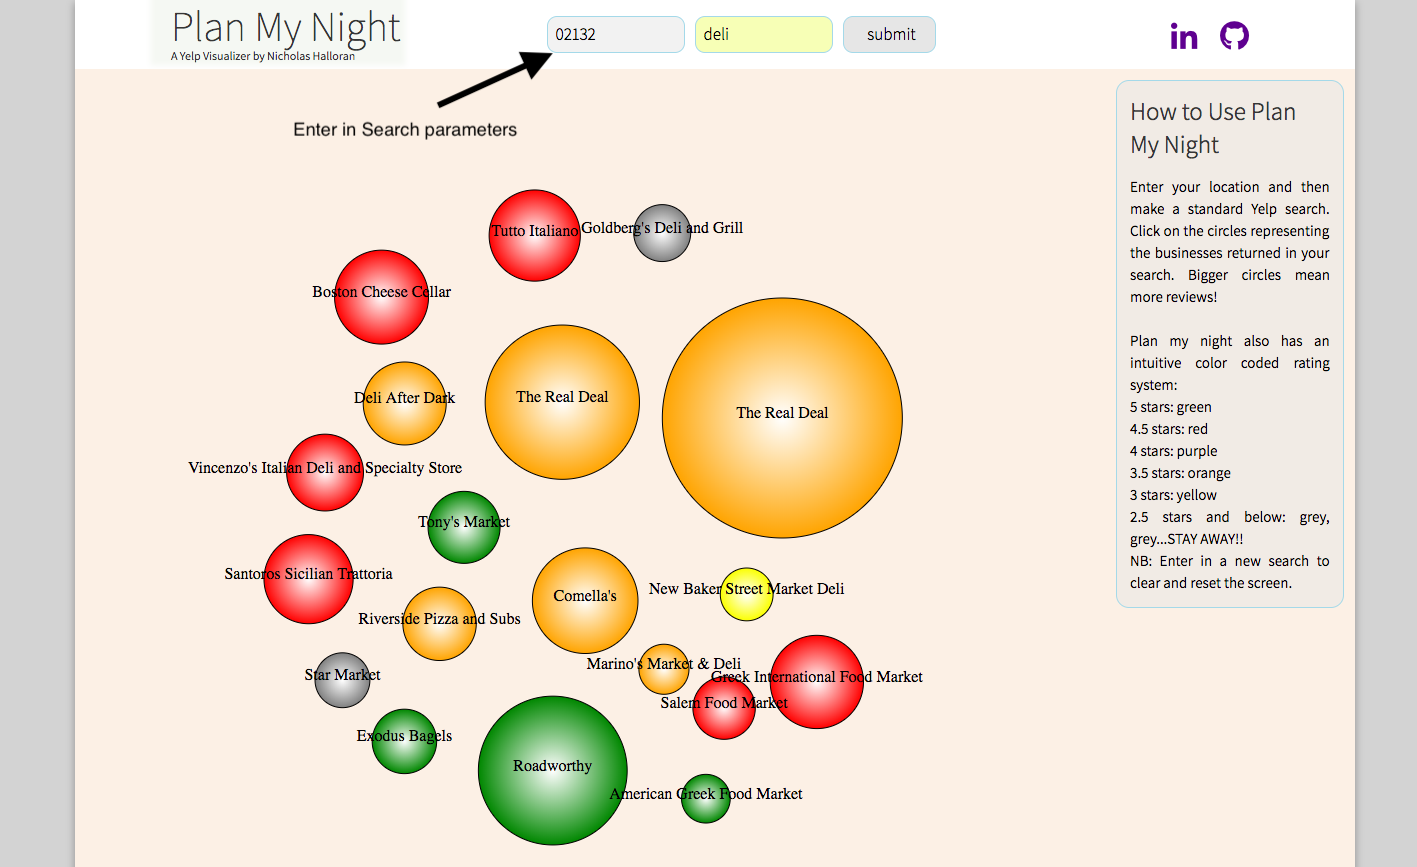 Plan My Night
A Yelp Visualizer by Nicholas Halloran
02132
deli
submit
Enter in Search parameters
Tutto Italiano
Goldberg's Deli and Grill
Boston Cheese Cellar
Deli After Dark
The Real Deal
The Real Deal
Vincenzo's Italian Deli and Specialty Store
Tony's Market
Santoros Sicilian Trattoria
Riverside Pizza and Subs
Comella's
New Baker Street Market Deli
Marino's Market & Deli
Greek International Food Market
Star Market
Salem Food Market
Exodus Bagels
Roadworthy
American Greek Food Market
How to Use Plan
My Night
Enter your location and then
make a standard Yelp search.
Click on the circles representing
the businesses returned in your
search. Bigger circles mean
more reviews!
Plan my night also has an
intuitive color coded rating
system:
5 stars: green
4.5 stars: red
4 stars: purple
3.5 stars: orange
3 stars: yellow
2.5 stars and below: grey,
grey...STAY AWAY!!
NB: Enter in a new search to
clear and reset the screen.